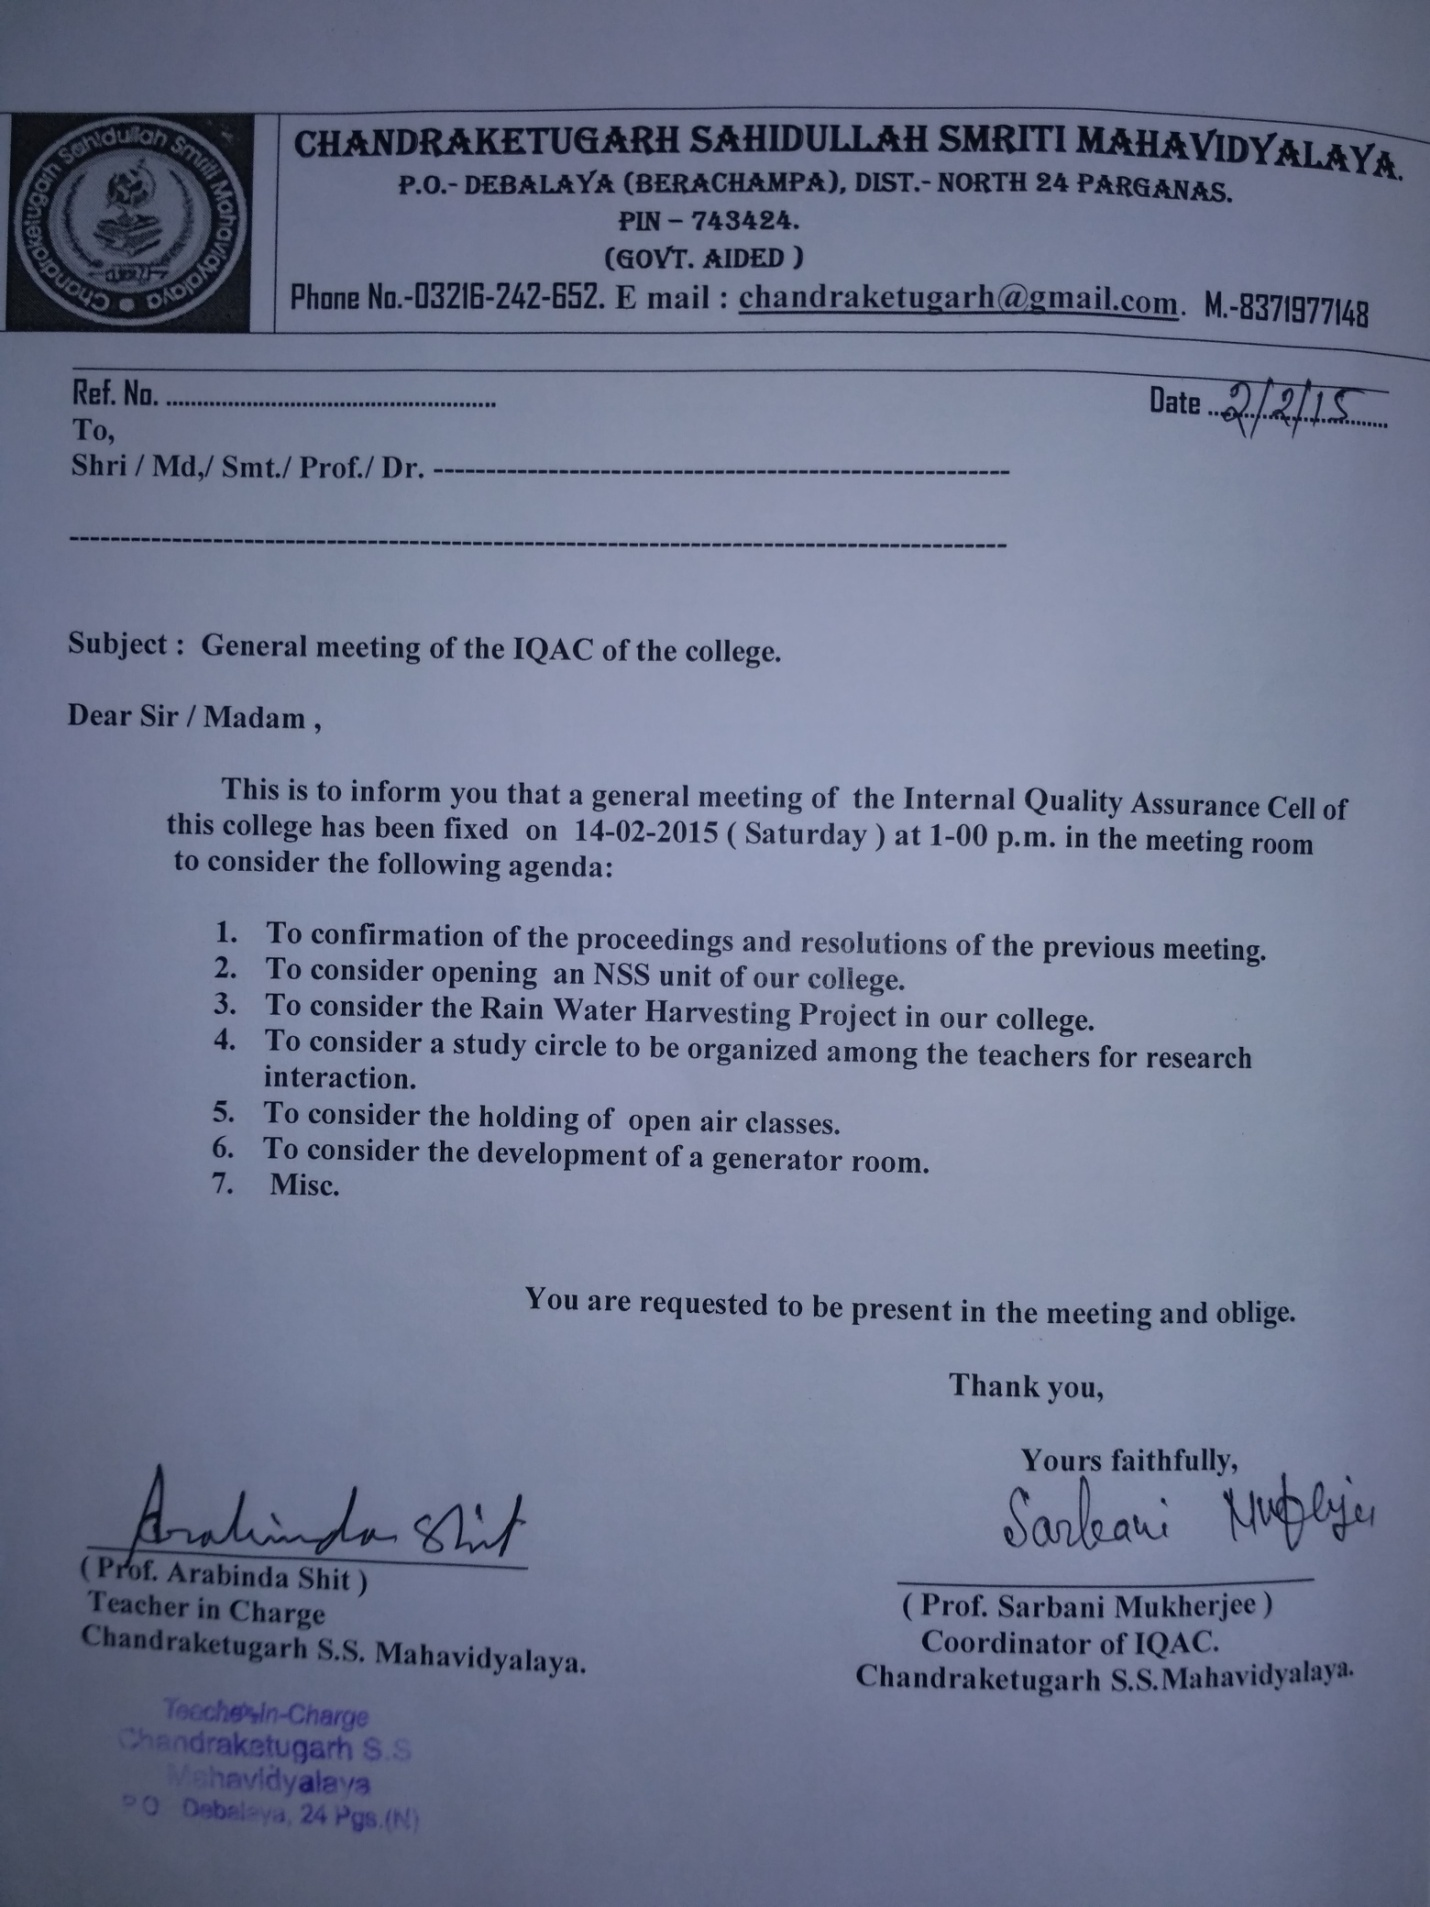 Chandraketugarh Sahidullah Smriti Mahavidyalaya
CHANDRAKETUGARH SAHIDULLAH SMRITI MAHAVIDYALAYA.
P.O.- DEBALAYA (BERACHAMPA), DIST.- NORTH 24 PARGANAS.
PIN – 743424.
(GOVT. AIDED )
Phone No.-03216-242-652. E mail : chandraketugarh@gmail.com. M.-8371977148
Ref. No. ..................................................... Date ...2/2/15......
To,
Shri / Md,/ Smt./ Prof./ Dr. --------------------------------------------------------
-------------------------------------------------------------------------------------------
Subject : General meeting of the IQAC of the college.
Dear Sir / Madam ,
This is to inform you that a general meeting of the Internal Quality Assurance Cell of
this college has been fixed on 14-02-2015 ( Saturday ) at 1-00 p.m. in the meeting room
to consider the following agenda:
1. To confirmation of the proceedings and resolutions of the previous meeting.
2. To consider opening an NSS unit of our college.
3. To consider the Rain Water Harvesting Project in our college.
4. To consider a study circle to be organized among the teachers for research
interaction.
5. To consider the holding of open air classes.
6. To consider the development of a generator room.
7. Misc.
You are requested to be present in the meeting and oblige.
Thank you,
Yours faithfully,
Arabinda Shit
( Prof. Arabinda Shit )
Teacher in Charge
Chandraketugarh S.S. Mahavidyalaya.
Sarbani Mukherjee
( Prof. Sarbani Mukherjee )
Coordinator of IQAC.
Chandraketugarh S.S.Mahavidyalaya.
Teacher-In-Charge
Chandraketugarh S.S
Mahavidyalaya
P O Debalaya, 24 Pgs.(N)